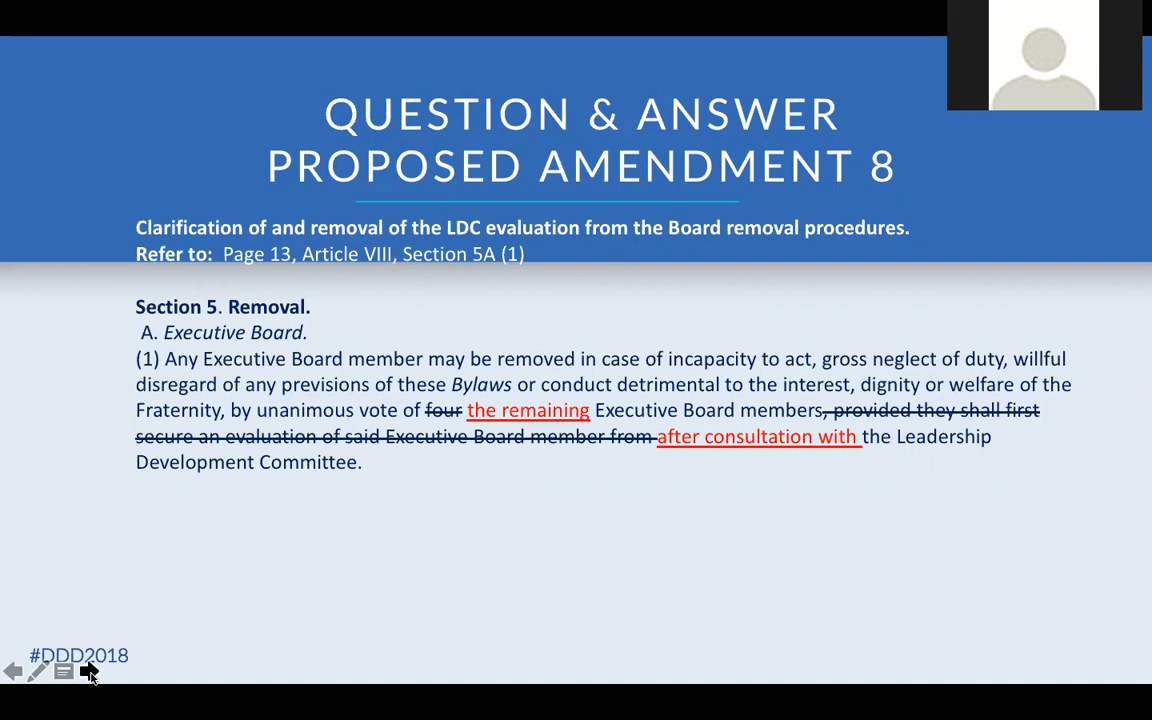 QUESTION & ANSWER
PROPOSED AMENDMENT 8
Clarification of and removal of the LDC evaluation from the Board removal procedures.
Refer to: Page 13, Article VIII, Section 5A (1)
Section 5. Removal.
A. Executive Board.
(1) Any Executive Board member may be removed in case of incapacity to act, gross neglect of duty, willful
disregard of any previsions of these Bylaws or conduct detrimental to the interest, dignity or welfare of the
Fraternity, by unanimous vote of four the remaining Executive Board members, provided they shall first
secure an evaluation of said Executive Board member from after consultation with the Leadership
Development Committee.
#DDD2018